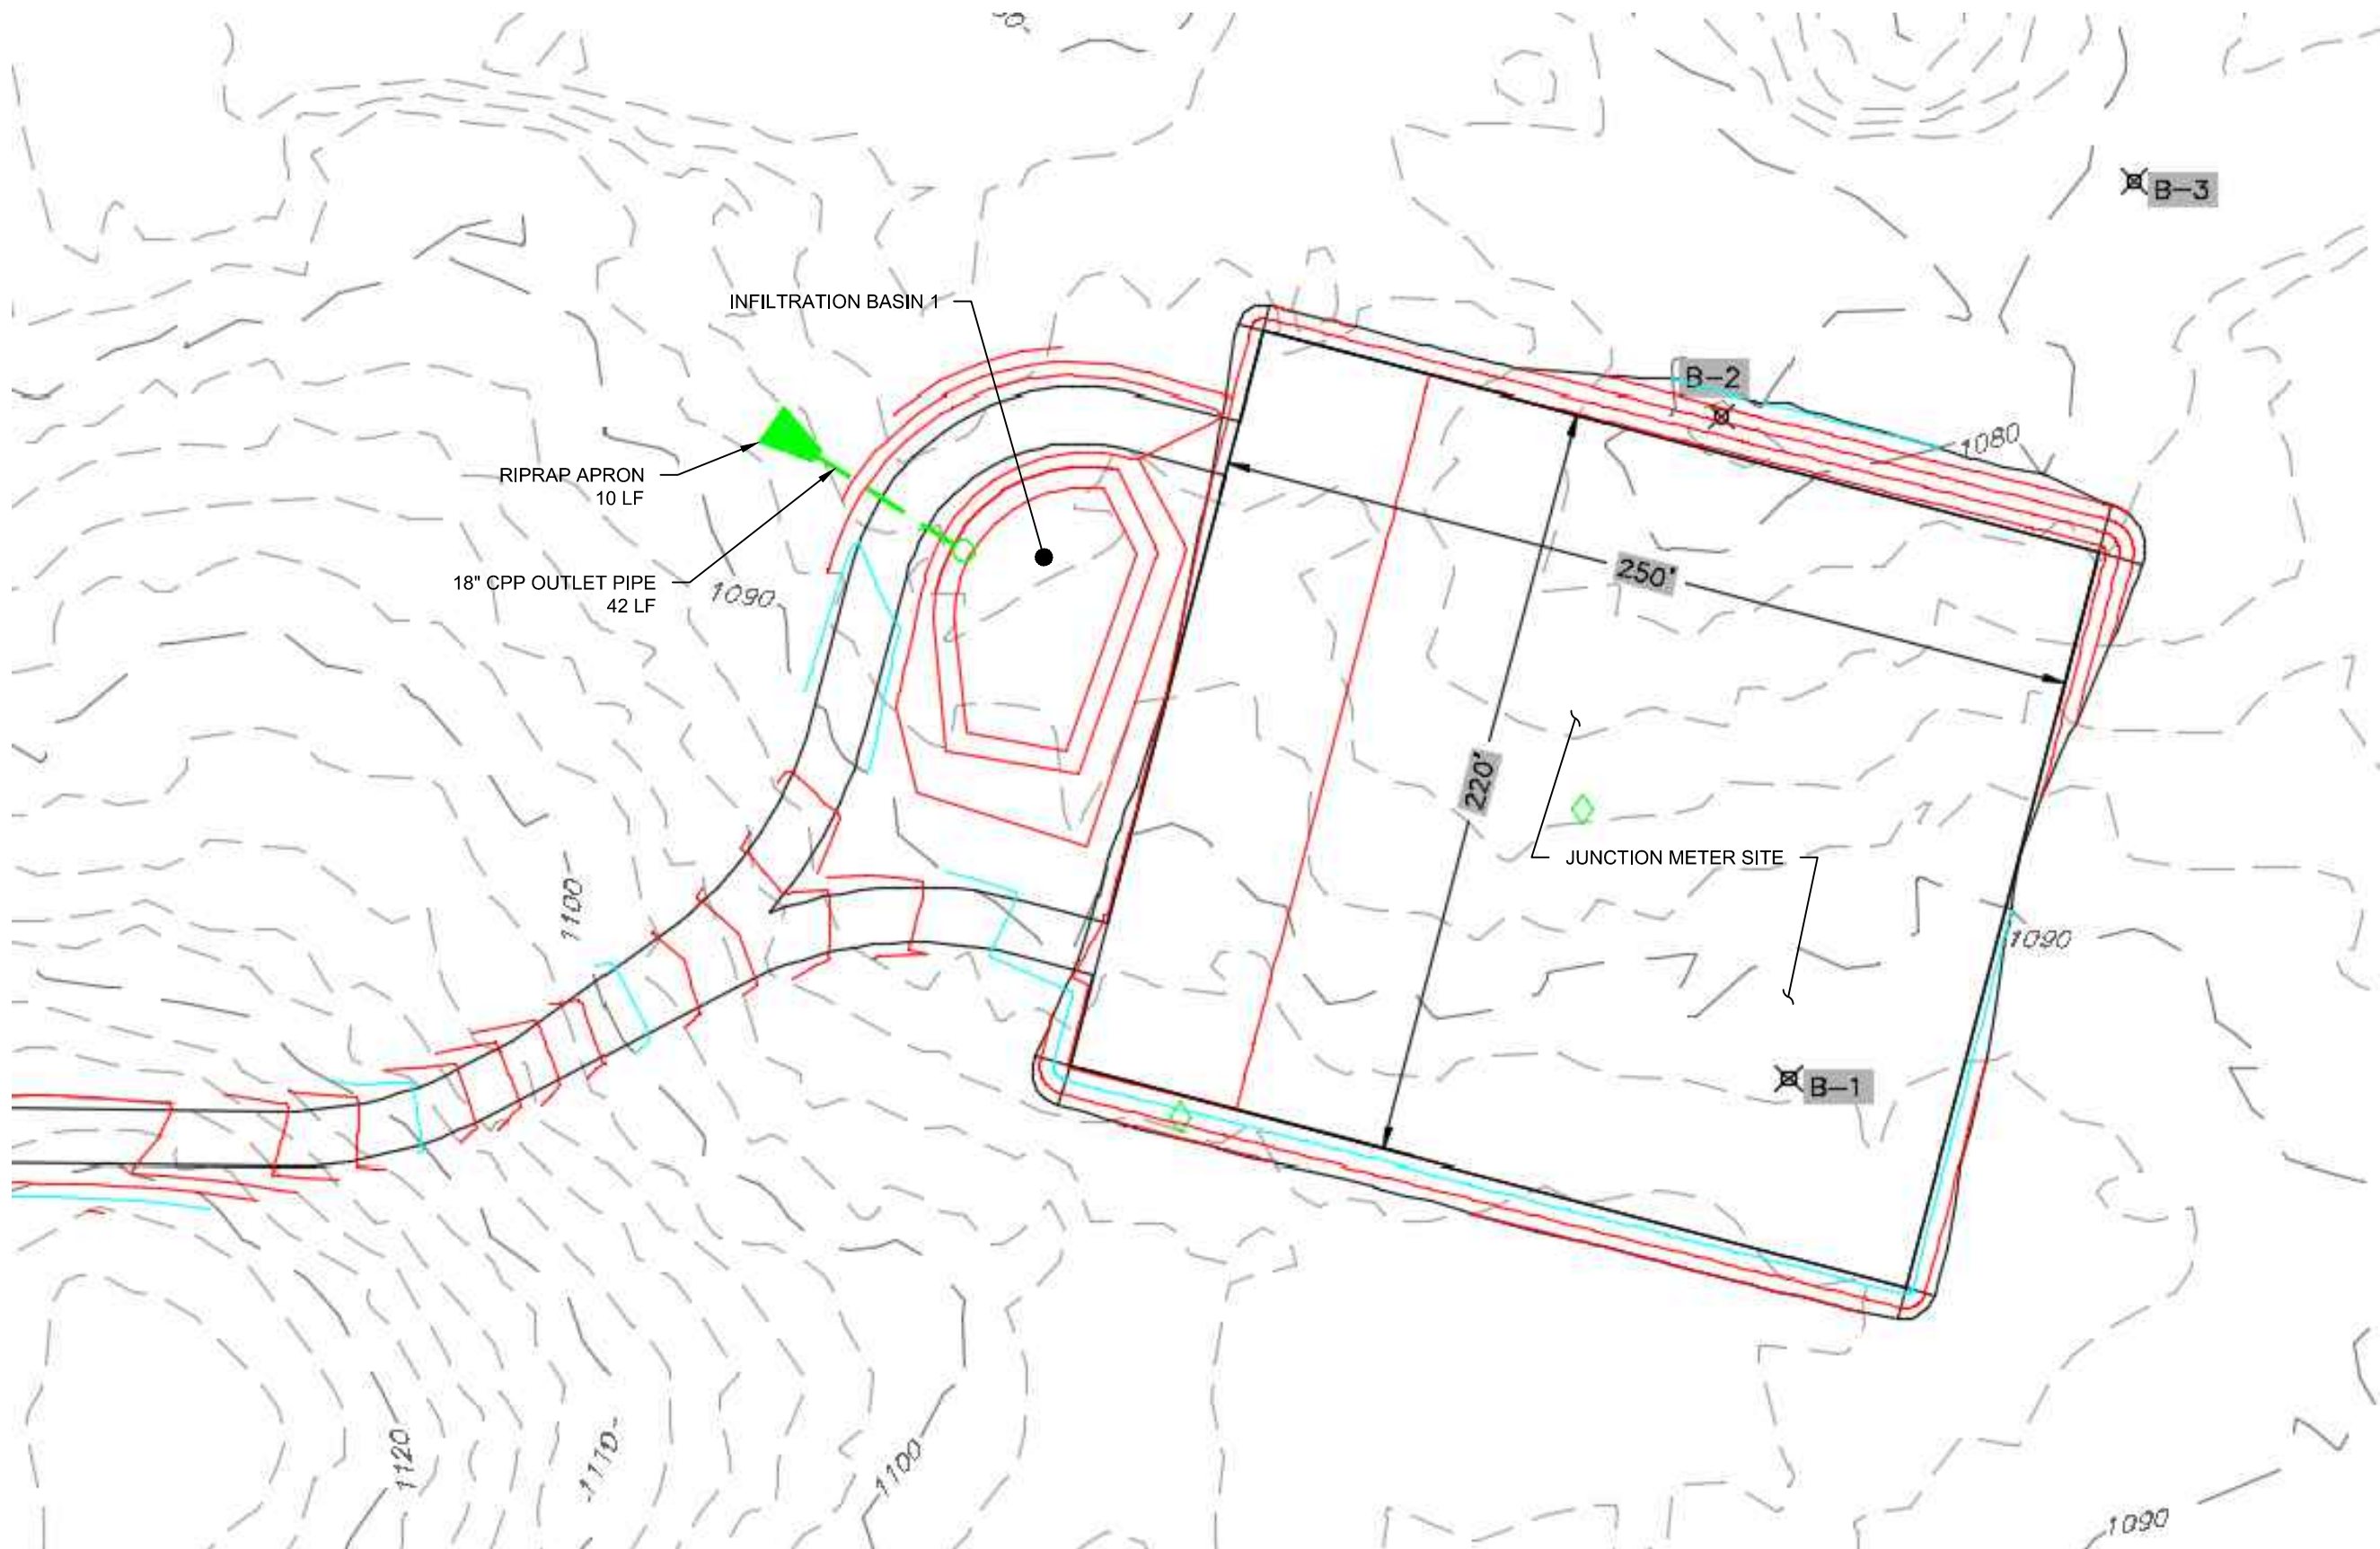 B-3
INFILTRATION BASIN 1
B-2
1080
RIPRAP APRON
10 LF
18" CPP OUTLET PIPE
42 LF
1090
250'
220'
JUNCTION METER SITE
1100
1090
B-1
1120
1110
1100
1090